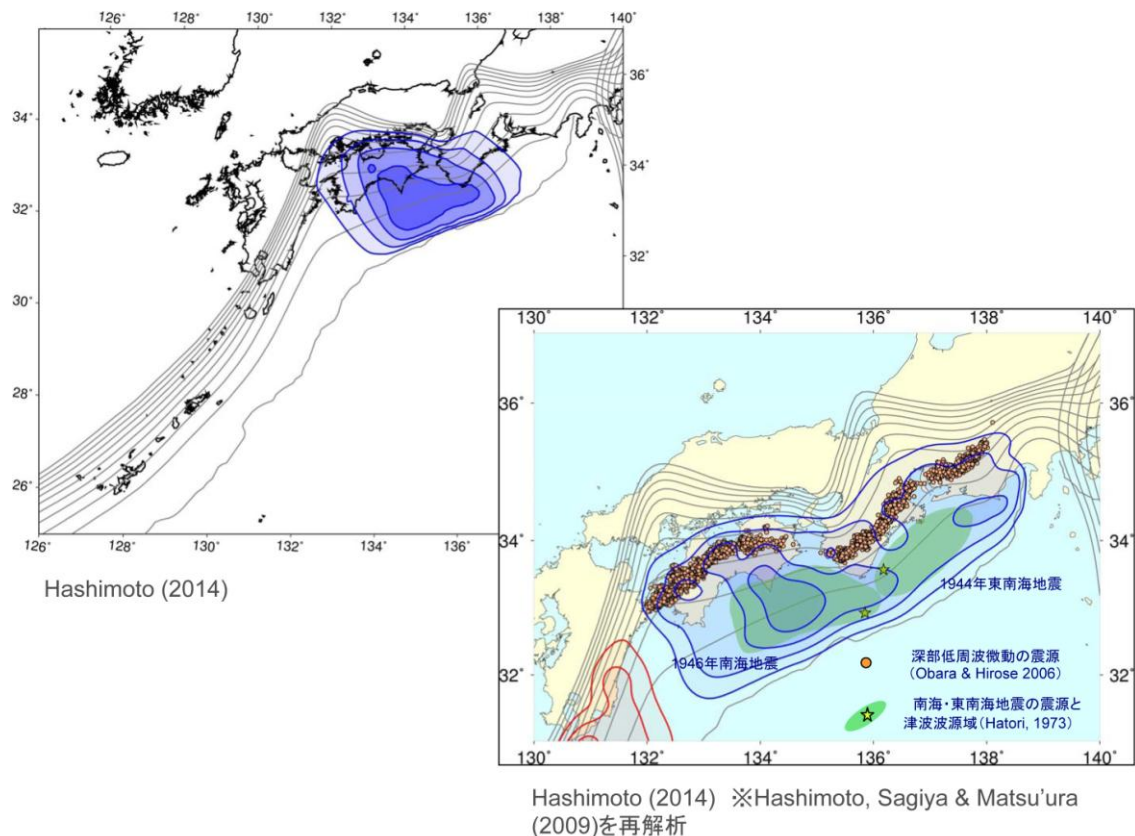 126˚ 128˚ 130˚ 132˚ 134˚ 136˚ 138˚ 140˚
36˚
34˚
34˚
32˚
32˚
30˚
28˚
26˚
126˚ 128˚ 130˚ 132˚ 134˚ 136˚
Hashimoto (2014)
130˚ 132˚ 134˚ 136˚ 138˚ 140˚
36˚ 36˚
34˚ 34˚
32˚ 32˚
1944年東南海地震
1946年南海地震
深部低周波微動の震源
(Obara & Hirose 2006)
南海・東南海地震の震源と
津波波源域(Hatori, 1973)
130˚ 132˚ 134˚ 136˚ 138˚ 140˚
Hashimoto (2014) ※Hashimoto, Sagiya & Matsu’ura
(2009)を再解析